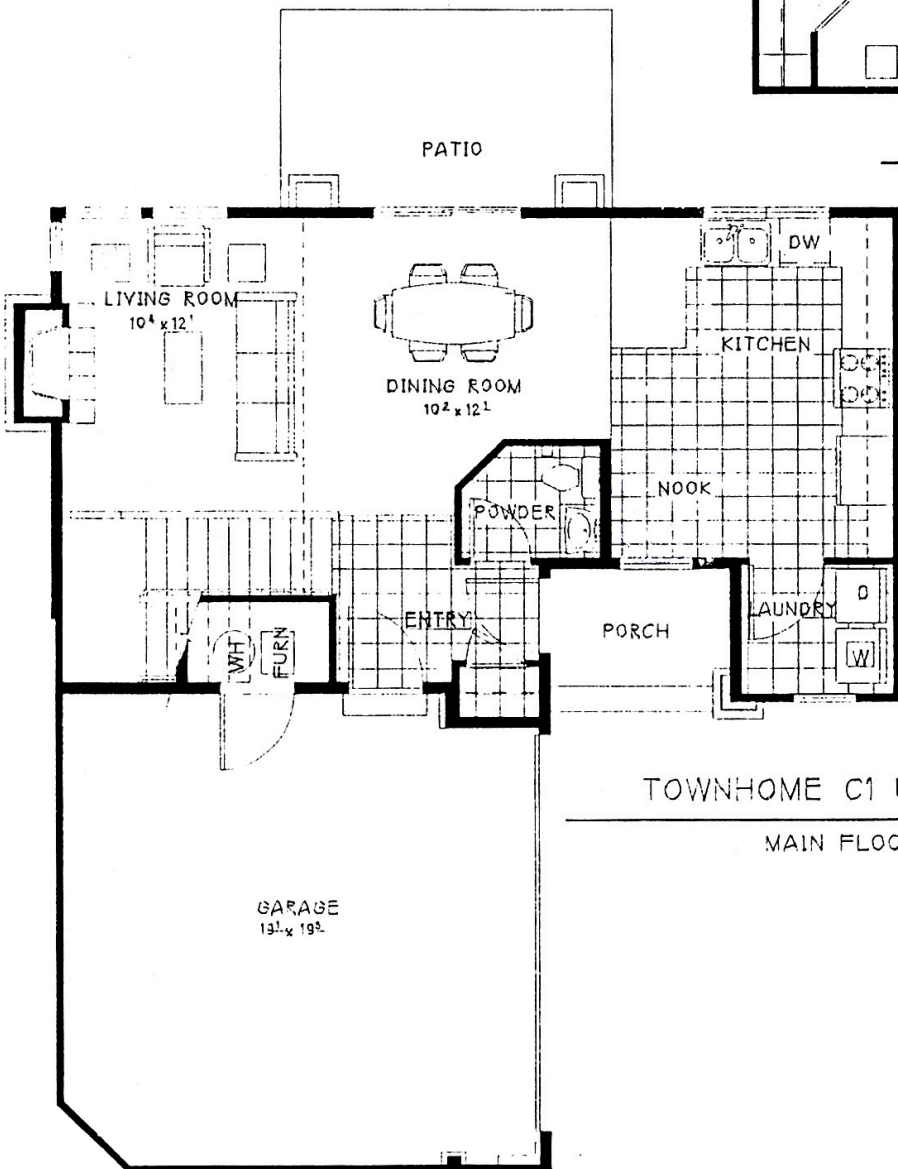 PATIO
DW
LIVING ROOM
10⁴ x 12¹
KITCHEN
DINING ROOM
10² x 12¹
NOOK
POWDER
ENTRY
PORCH
AUNDRY
D
W
WH
FURN
TOWNHOME C1
MAIN FLOO
GARAGE